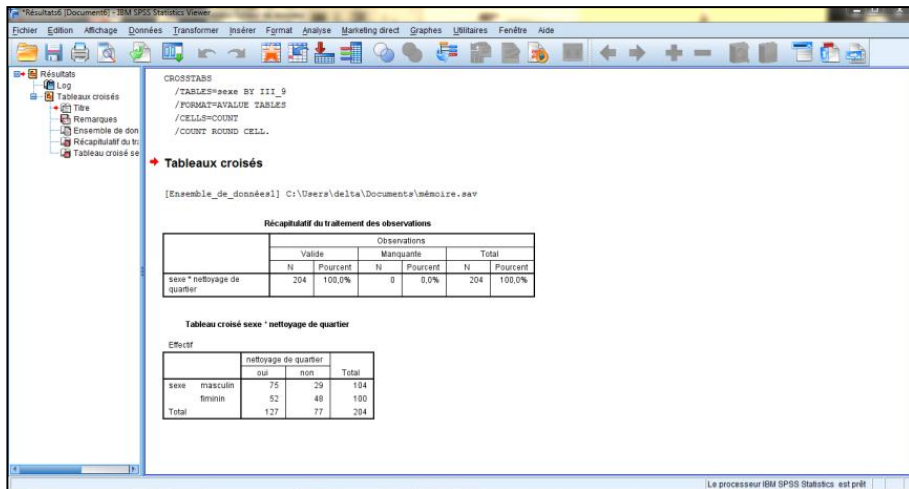 *Résultats6 [Document6] - IBM SPSS Statistics Viewer
Fichier Edition Affichage Données Transformer Insérer Format Analyse Marketing direct Graphes Utilitaires Fenêtre Aide
Résultats
Log
Tableaux croisés
Titre
Remarques
Ensemble de don
Récapitulatif du tr
Tableau croisé se
CROSSTABS
/TABLES=sexe BY III_9
/FORMAT=AVALUE TABLES
/CELLS=COUNT
/COUNT ROUND CELL.
Tableaux croisés
[Ensemble_de_données1] C:\Users\delta\Documents\mémoire.sav
Récapitulatif du traitement des observations
Observations
Valide Manquante Total
N Pourcent N Pourcent N Pourcent
sexe * nettoyage de quartier 204 100,0% 0 0,0% 204 100,0%
Tableau croisé sexe * nettoyage de quartier
Effectif
nettoyage de quartier
oui non Total
sexe masculin 75 29 104
fiminin 52 48 100
Total 127 77 204
Le processeur IBM SPSS Statistics est prêt